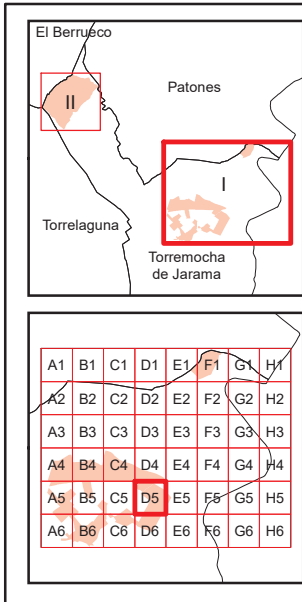 El Berrueco
Patones
II
I
Torrelaguna
Torremocha
de Jarama
A1 B1 C1 D1 E1 F1 G1 H1
A2 B2 C2 D2 E2 F2 G2 H2
A3 B3 C3 D3 E3 F3 G3 H3
A4 B4 C4 D4 E4 F4 G4 H4
A5 B5 C5 D5 E5 F5 G5 H5
A6 B6 C6 D6 E6 F6 G6 H6